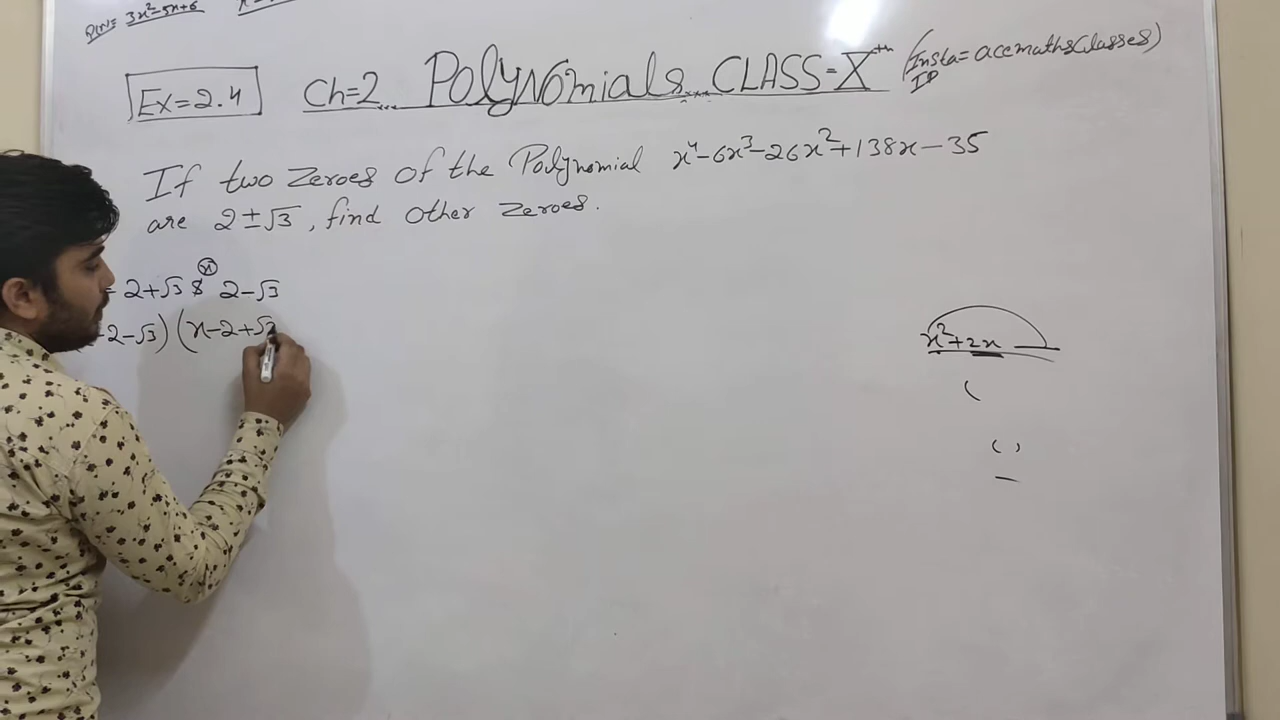 3x²-5x+6
Ex=2.4 Ch=2 Polynomials CLASS=Xᵗʰ (Insta=acemathsclasses)
ID
If two zeroes of the Polynomial x⁴-6x³-26x²+138x-35
are 2±√3, find other zeroes.
2+√3 & 2-√3
-2-√3) (x-2+√3
x²+2x